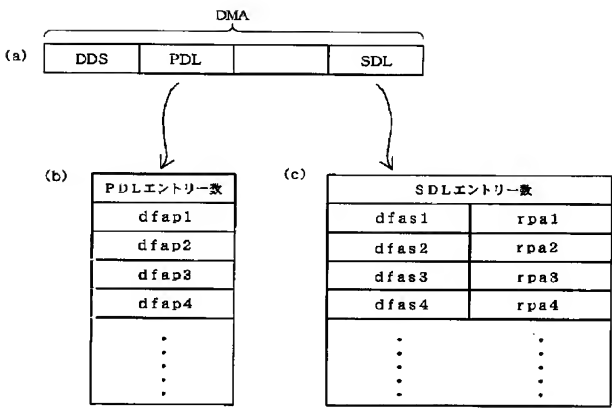 DMA
(a) DDS PDL SDL
(b) (c)
PDLエントリー数 SDLエントリー数
dfap1 dfas1 rpa1
dfap2 dfas2 rpa2
dfap3 dfas3 rpa3
dfap4 dfas4 rpa4